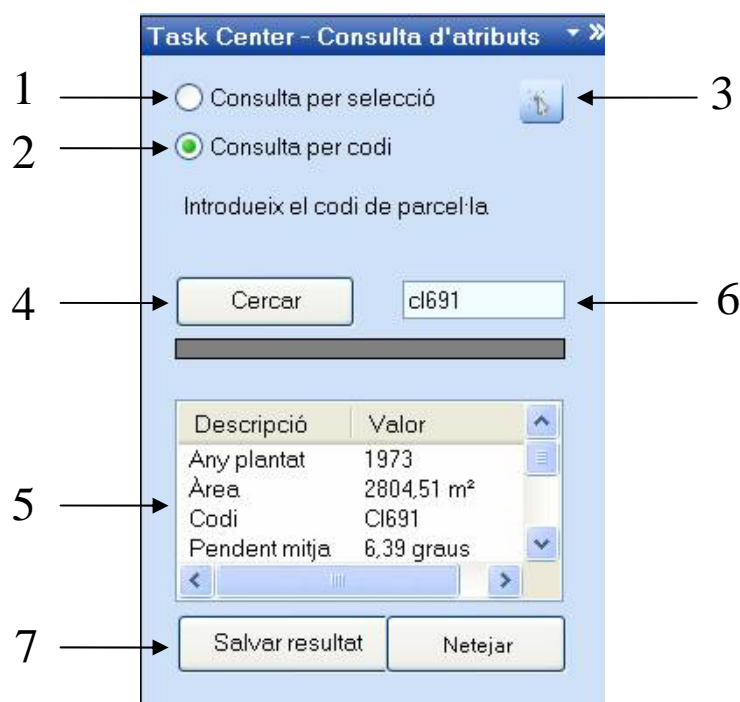 Task Center - Consulta d'atributs
1 Consulta per selecció 3
2 Consulta per codi
Introdueix el codi de parcel·la
4 Cercar cl691 6
Descripció Valor
Any plantat 1973
Àrea 2804,51 m²
5 Codi Cl691
Pendent mitja 6,39 graus
7 Salvar resultat Netejar